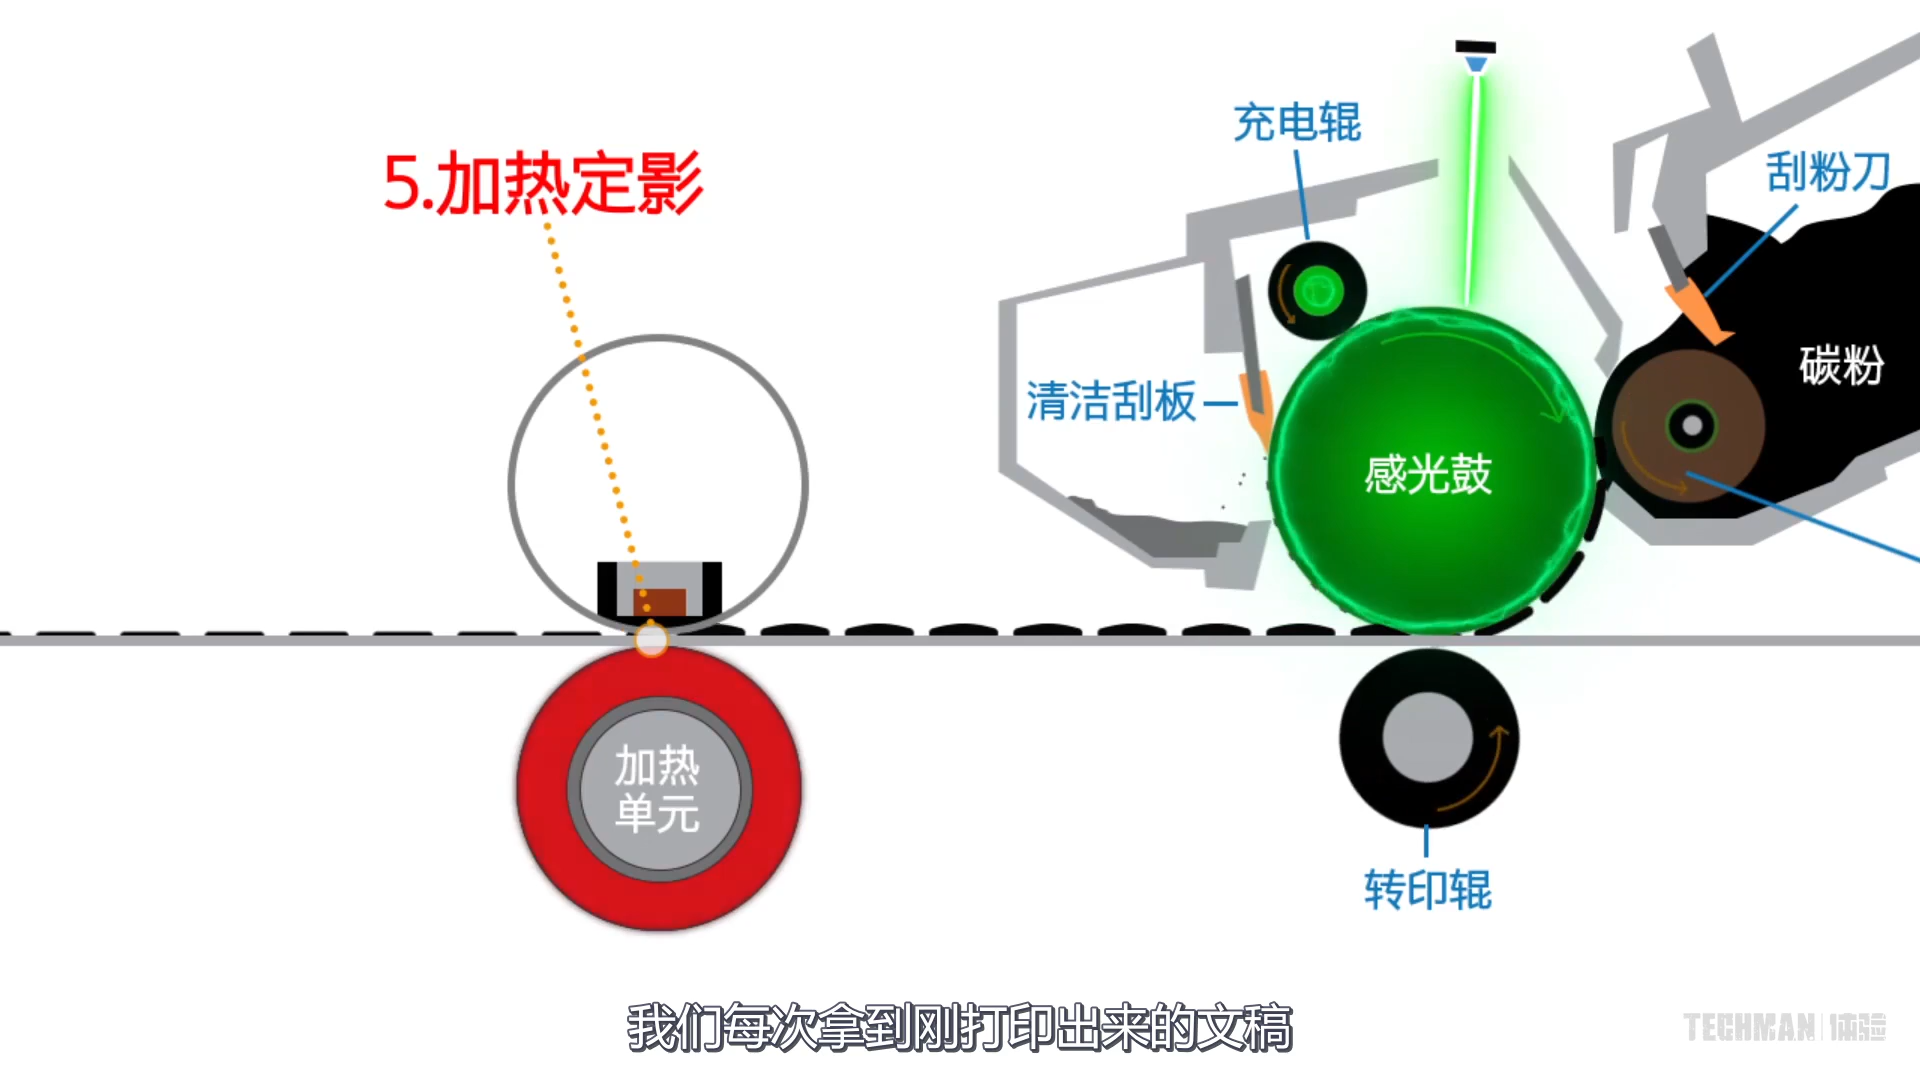 充电辊
5.加热定影
刮粉刀
碳粉
清洁刮板
感光鼓
加热
单元
转印辊
我们每次拿到刚打印出来的文稿
TECHMAN 体验